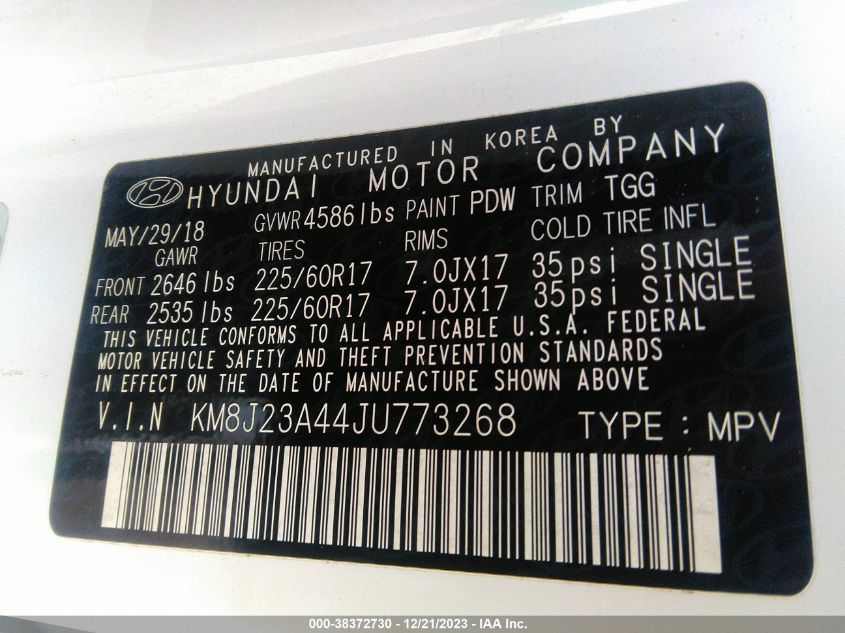 MANUFACTURED IN KOREA BY
HYUNDAI MOTOR COMPANY
MAY/29/18 GVWR 4586 lbs PAINT PDW TRIM TGG
GAWR TIRES RIMS COLD TIRE INFL
FRONT 2646 lbs 225/60R17 7.0JX17 35psi SINGLE
REAR 2535 lbs 225/60R17 7.0JX17 35psi SINGLE
THIS VEHICLE CONFORMS TO ALL APPLICABLE U.S.A. FEDERAL
MOTOR VEHICLE SAFETY AND THEFT PREVENTION STANDARDS
IN EFFECT ON THE DATE OF MANUFACTURE SHOWN ABOVE
V.I.N KM8J23A44JU773268 TYPE : MPV
000-38372730 - 12/21/2023 - IAA Inc.